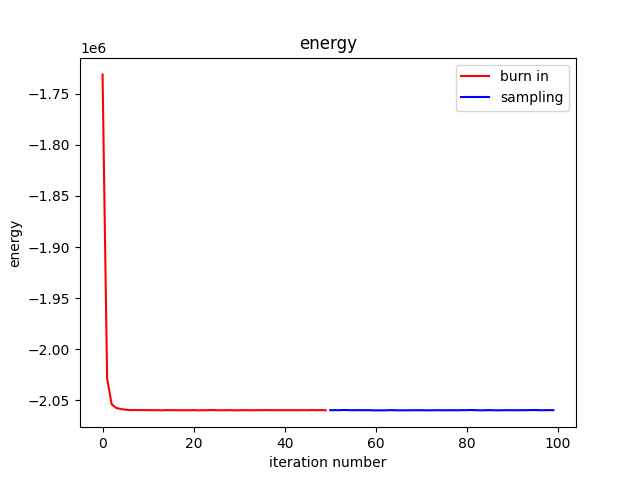 energy
1e6
burn in
sampling
−1.75
−1.80
−1.85
−1.90
−1.95
−2.00
−2.05
energy
0
20
40
60
80
100
iteration number